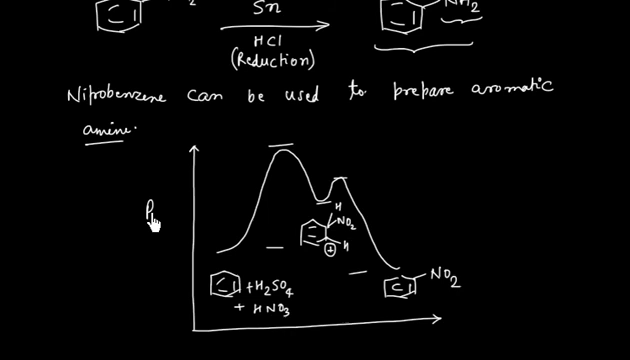 Sn
NH2
HCl
(Reduction)
Nitrobenzene can be used to prepare aromatic
amine.
P
H
NO2
H
+
+ H2SO4
+ HNO3
NO2